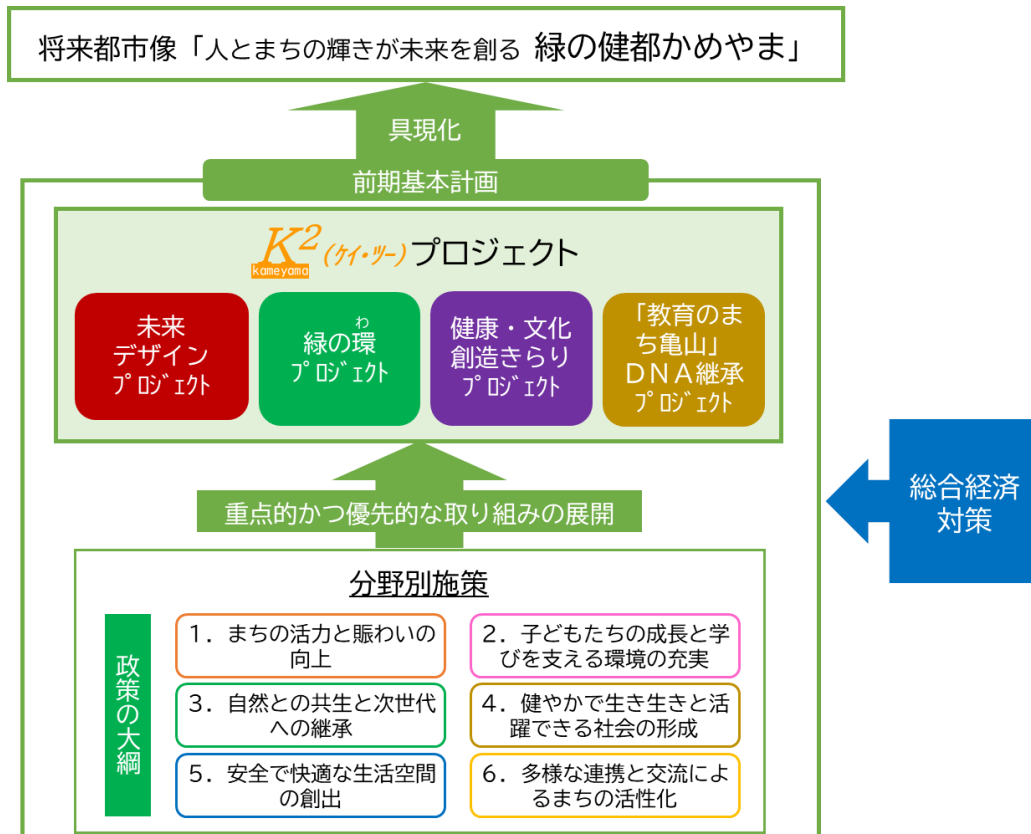 将来都市像「人とまちの輝きが未来を創る 緑の健都かめやま」
具現化
前期基本計画
K2(ケイ・ツー)プロジェクト
kameyama
未来
デザイン
プロジェクト
わ
緑の環
プロジェクト
健康・文化
創造きらり
プロジェクト
「教育のま
ち亀山」
DNA継承
プロジェクト
総合経済
対策
重点的かつ優先的な取り組みの展開
分野別施策
政策の大綱
1．まちの活力と賑わいの
向上
2．子どもたちの成長と学
びを支える環境の充実
3．自然との共生と次世代
への継承
4．健やかで生き生きと活
躍できる社会の形成
5．安全で快適な生活空間
の創出
6．多様な連携と交流によ
るまちの活性化